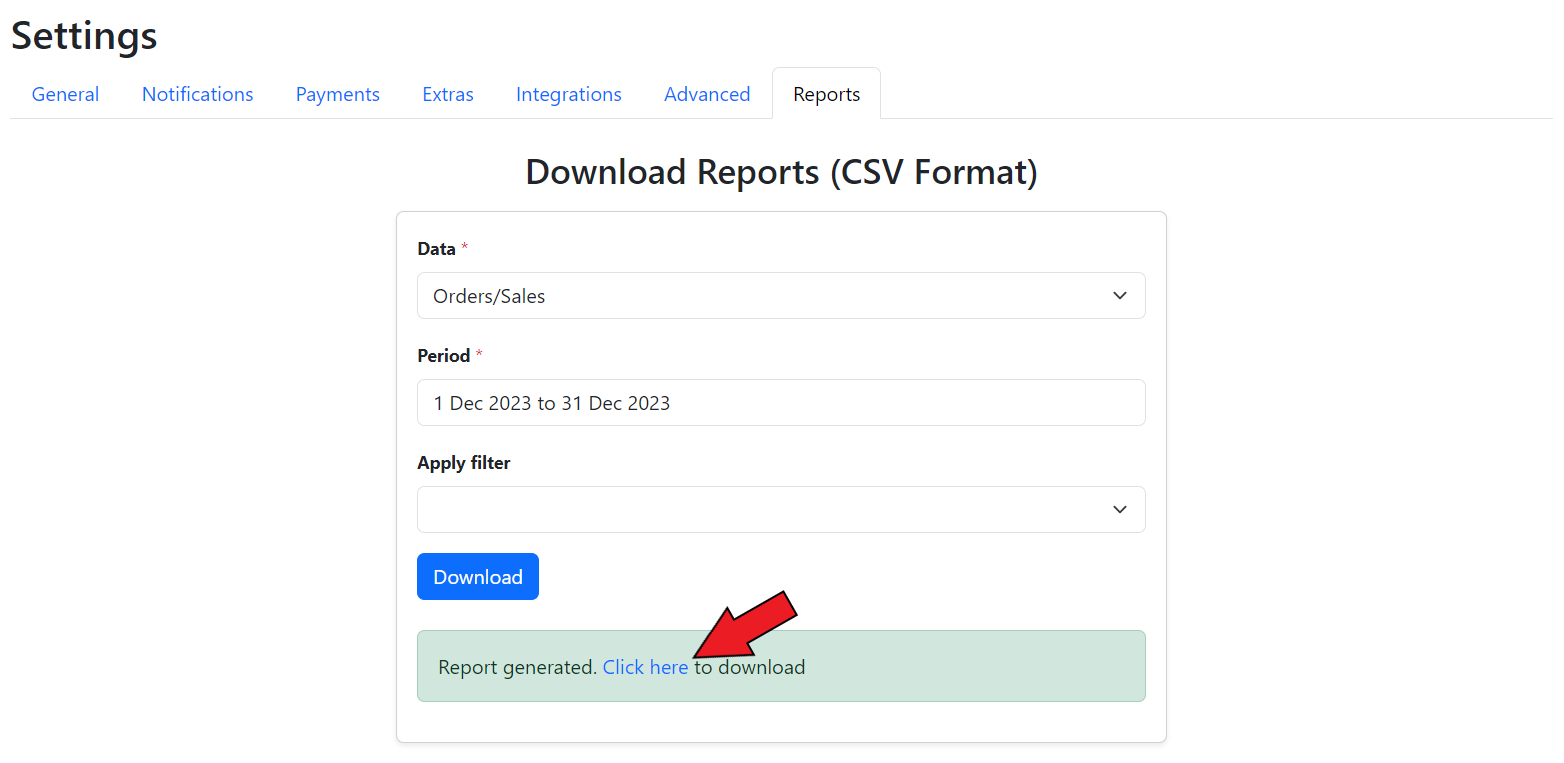 Settings
General Notifications Payments Extras Integrations Advanced Reports
Download Reports (CSV Format)
Data *
Orders/Sales
Period *
1 Dec 2023 to 31 Dec 2023
Apply filter
Download
Report generated. Click here to download